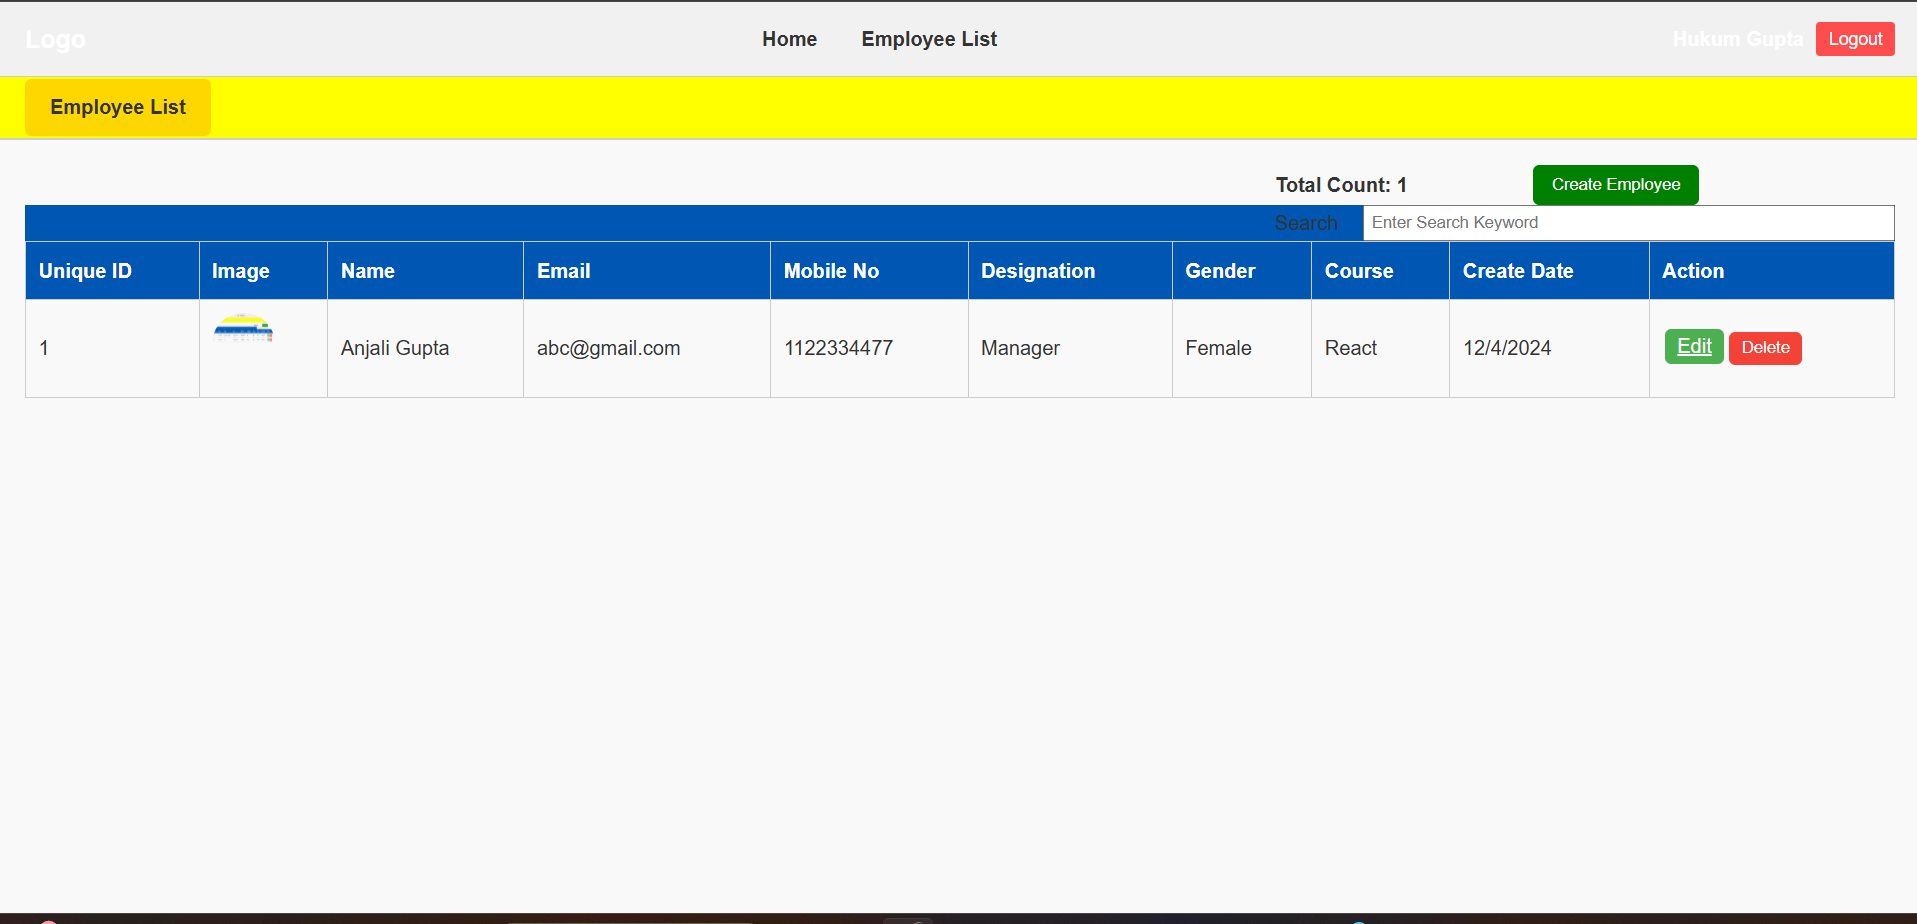 Logo Home Employee List Hukum Gupta Logout
Employee List
Total Count: 1 Create Employee
Search Enter Search Keyword
Unique ID Image Name Email Mobile No Designation Gender Course Create Date Action
1 Anjali Gupta abc@gmail.com 1122334477 Manager Female React 12/4/2024 Edit Delete